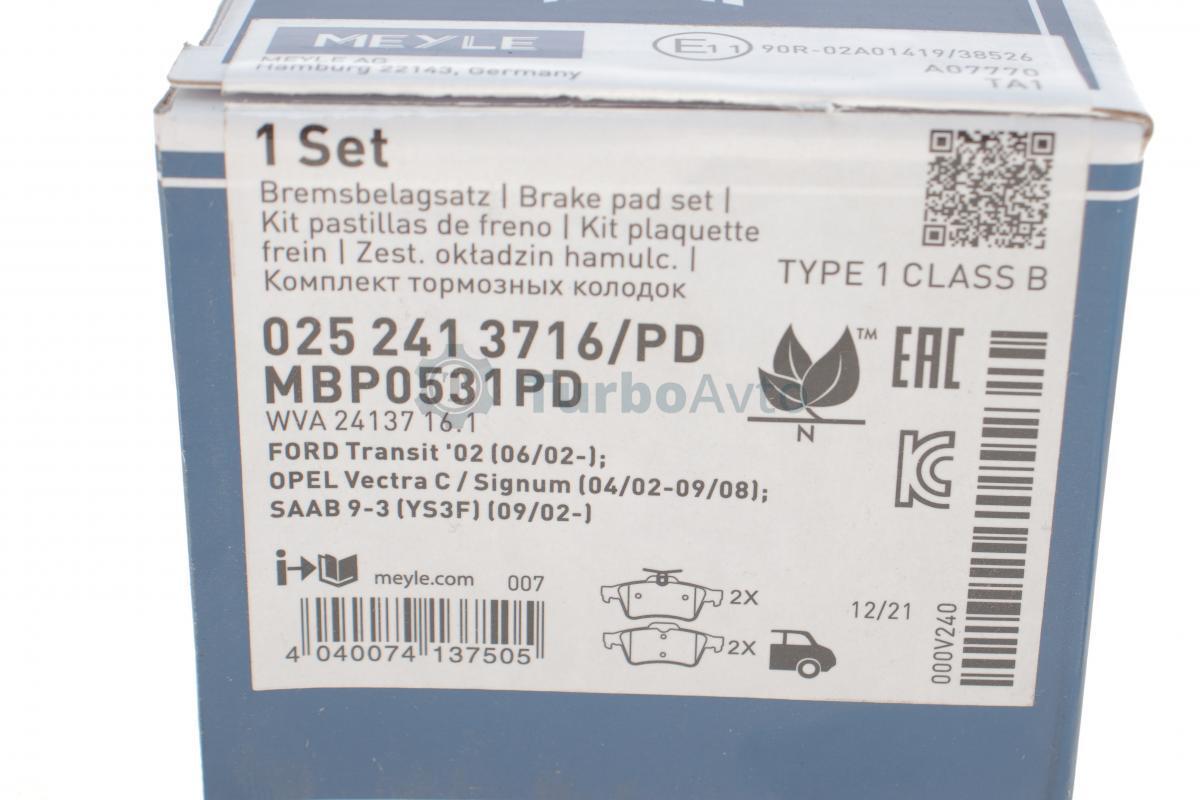 MEYLE
MEYLE AG
Hamburg 22143, Germany
E11 90R-02A01419/38526
A07770
TA1
1 Set
Bremsbelagsatz | Brake pad set |
Kit pastillas de freno | Kit plaquette
frein | Zest. okładzin hamulc. |
Комплект тормозных колодок
TYPE 1 CLASS B
025 241 3716/PD
MBP0531PD
TurboAvto
WVA 24137 16.1
FORD Transit '02 (06/02-);
OPEL Vectra C / Signum (04/02-09/08);
SAAB 9-3 (YS3F) (09/02-)
TM
N
EAC
KC
i meyle.com 007
4 040074 137505
2X
2X
12/21
000V240